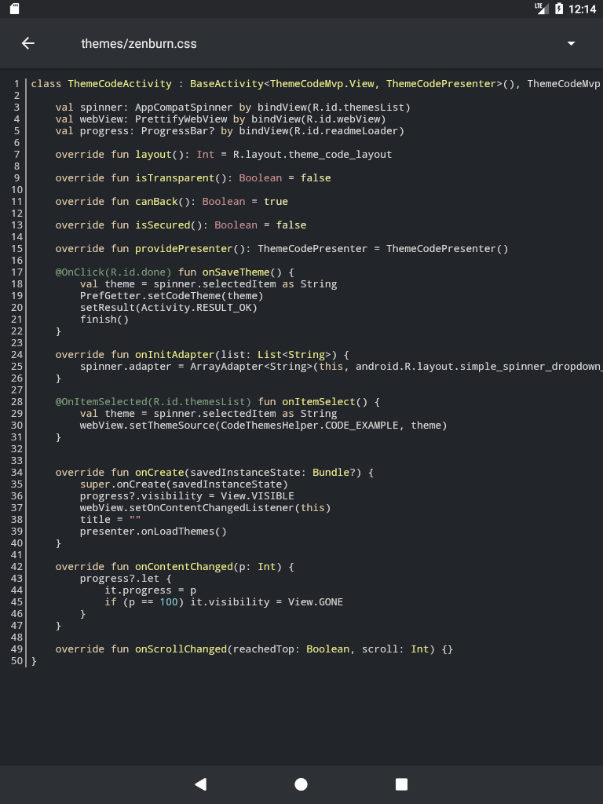 LTE 12:14
themes/zenburn.css
1 class ThemeCodeActivity : BaseActivity<ThemeCodeMvp.View, ThemeCodePresenter>(), ThemeCodeMvp
2
3     val spinner: AppCompatSpinner by bindView(R.id.themesList)
4     val webView: PrettifyWebView by bindView(R.id.webView)
5     val progress: ProgressBar? by bindView(R.id.readmeLoader)
6
7     override fun layout(): Int = R.layout.theme_code_layout
8
9     override fun isTransparent(): Boolean = false
10
11     override fun canBack(): Boolean = true
12
13     override fun isSecured(): Boolean = false
14
15     override fun providePresenter(): ThemeCodePresenter = ThemeCodePresenter()
16
17     @OnClick(R.id.done) fun onSaveTheme() {
18         val theme = spinner.selectedItem as String
19         PrefGetter.setCodeTheme(theme)
20         setResult(Activity.RESULT_OK)
21         finish()
22     }
23
24     override fun onInitAdapter(list: List<String>) {
25         spinner.adapter = ArrayAdapter<String>(this, android.R.layout.simple_spinner_dropdown_
26     }
27
28     @OnItemSelected(R.id.themesList) fun onItemSelect() {
29         val theme = spinner.selectedItem as String
30         webView.setThemeSource(CodeThemesHelper.CODE_EXAMPLE, theme)
31     }
32
33
34     override fun onCreate(savedInstanceState: Bundle?) {
35         super.onCreate(savedInstanceState)
36         progress?.visibility = View.VISIBLE
37         webView.setOnContentChangedListener(this)
38         title = ""
39         presenter.onLoadThemes()
40     }
41
42     override fun onContentChanged(p: Int) {
43         progress?.let {
44             it.progress = p
45             if (p == 100) it.visibility = View.GONE
46         }
47     }
48
49     override fun onScrollChanged(reachedTop: Boolean, scroll: Int) {}
50 }